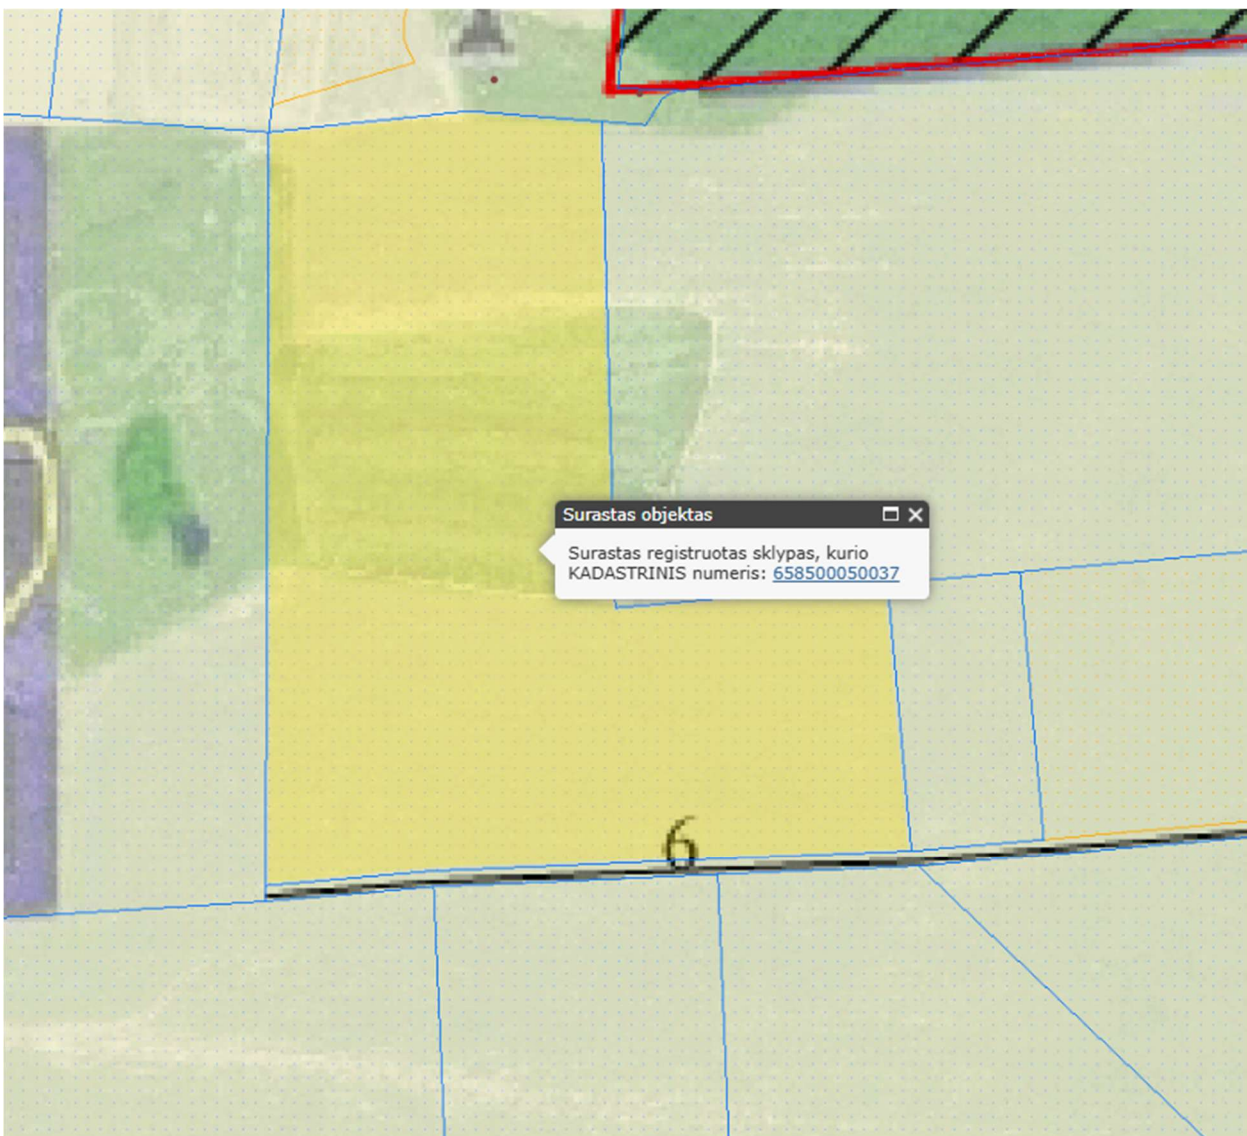 Surastas objektas
Surastas registruotas sklypas, kurio
KADASTRINIS numeris: 658500050037
6